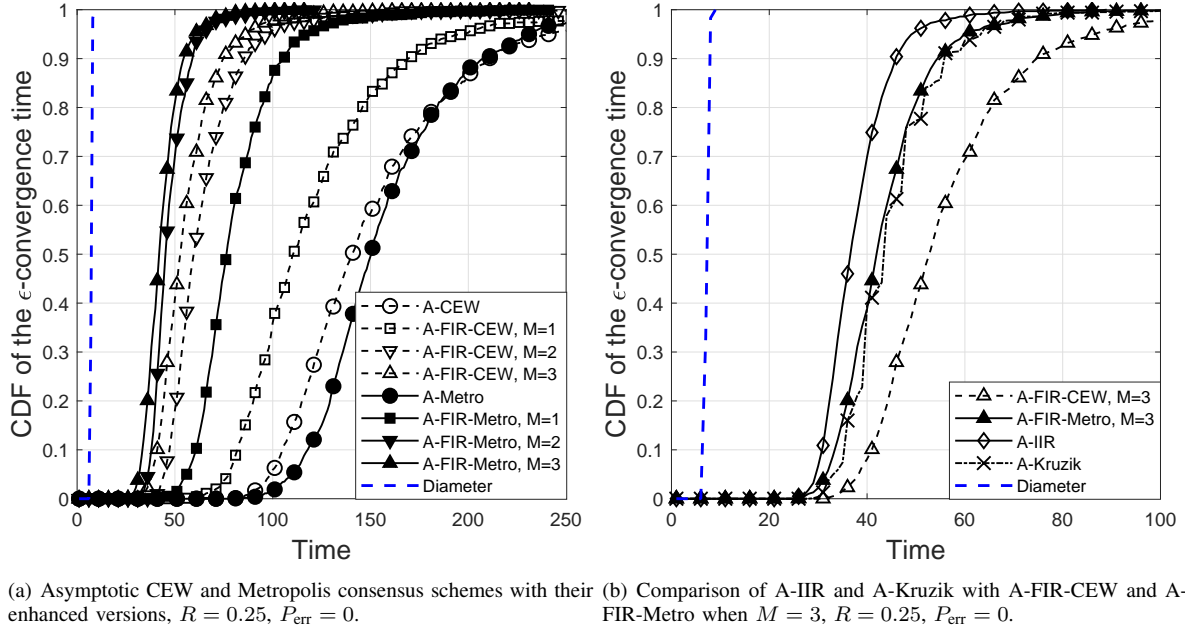 CDF of the ϵ-convergence time
1
0.9
0.8
0.7
0.6
0.5
0.4
0.3
0.2
0.1
0
0 50 100 150 200 250
Time
A-CEW
A-FIR-CEW, M=1
A-FIR-CEW, M=2
A-FIR-CEW, M=3
A-Metro
A-FIR-Metro, M=1
A-FIR-Metro, M=2
A-FIR-Metro, M=3
Diameter
(a) Asymptotic CEW and Metropolis consensus schemes with their
enhanced versions, R = 0.25, Perr = 0.
CDF of the ϵ-convergence time
1
0.9
0.8
0.7
0.6
0.5
0.4
0.3
0.2
0.1
0
0 20 40 60 80 100
Time
A-FIR-CEW, M=3
A-FIR-Metro, M=3
A-IIR
A-Kruzik
Diameter
(b) Comparison of A-IIR and A-Kruzik with A-FIR-CEW and A-
FIR-Metro when M = 3, R = 0.25, Perr = 0.